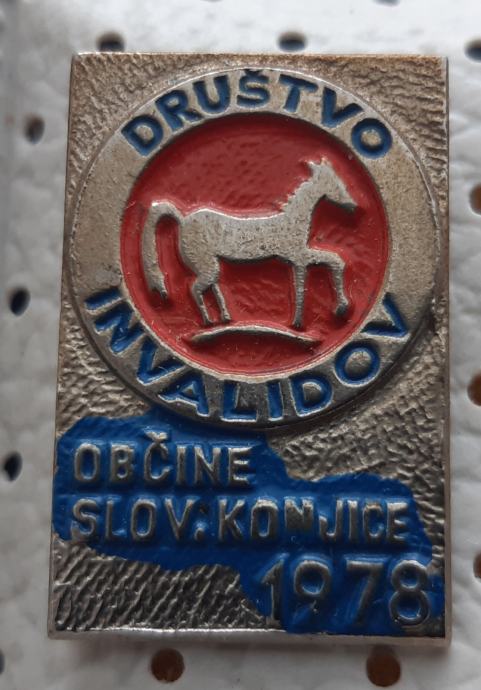 DRUŠTVO
INVALIDOV
OBČINE
SLOV. KONJICE
1978